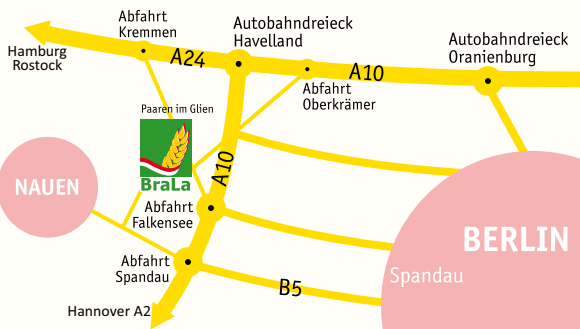 Abfahrt
Kremmen
Autobahndreieck
Havelland
Autobahndreieck
Oranienburg
Hamburg
Rostock
A24
A10
Abfahrt
Oberkrämer
Paaren im Glien
BraLa
A10
NAUEN
Abfahrt
Falkensee
BERLIN
Abfahrt
Spandau
Spandau
B5
Hannover A2